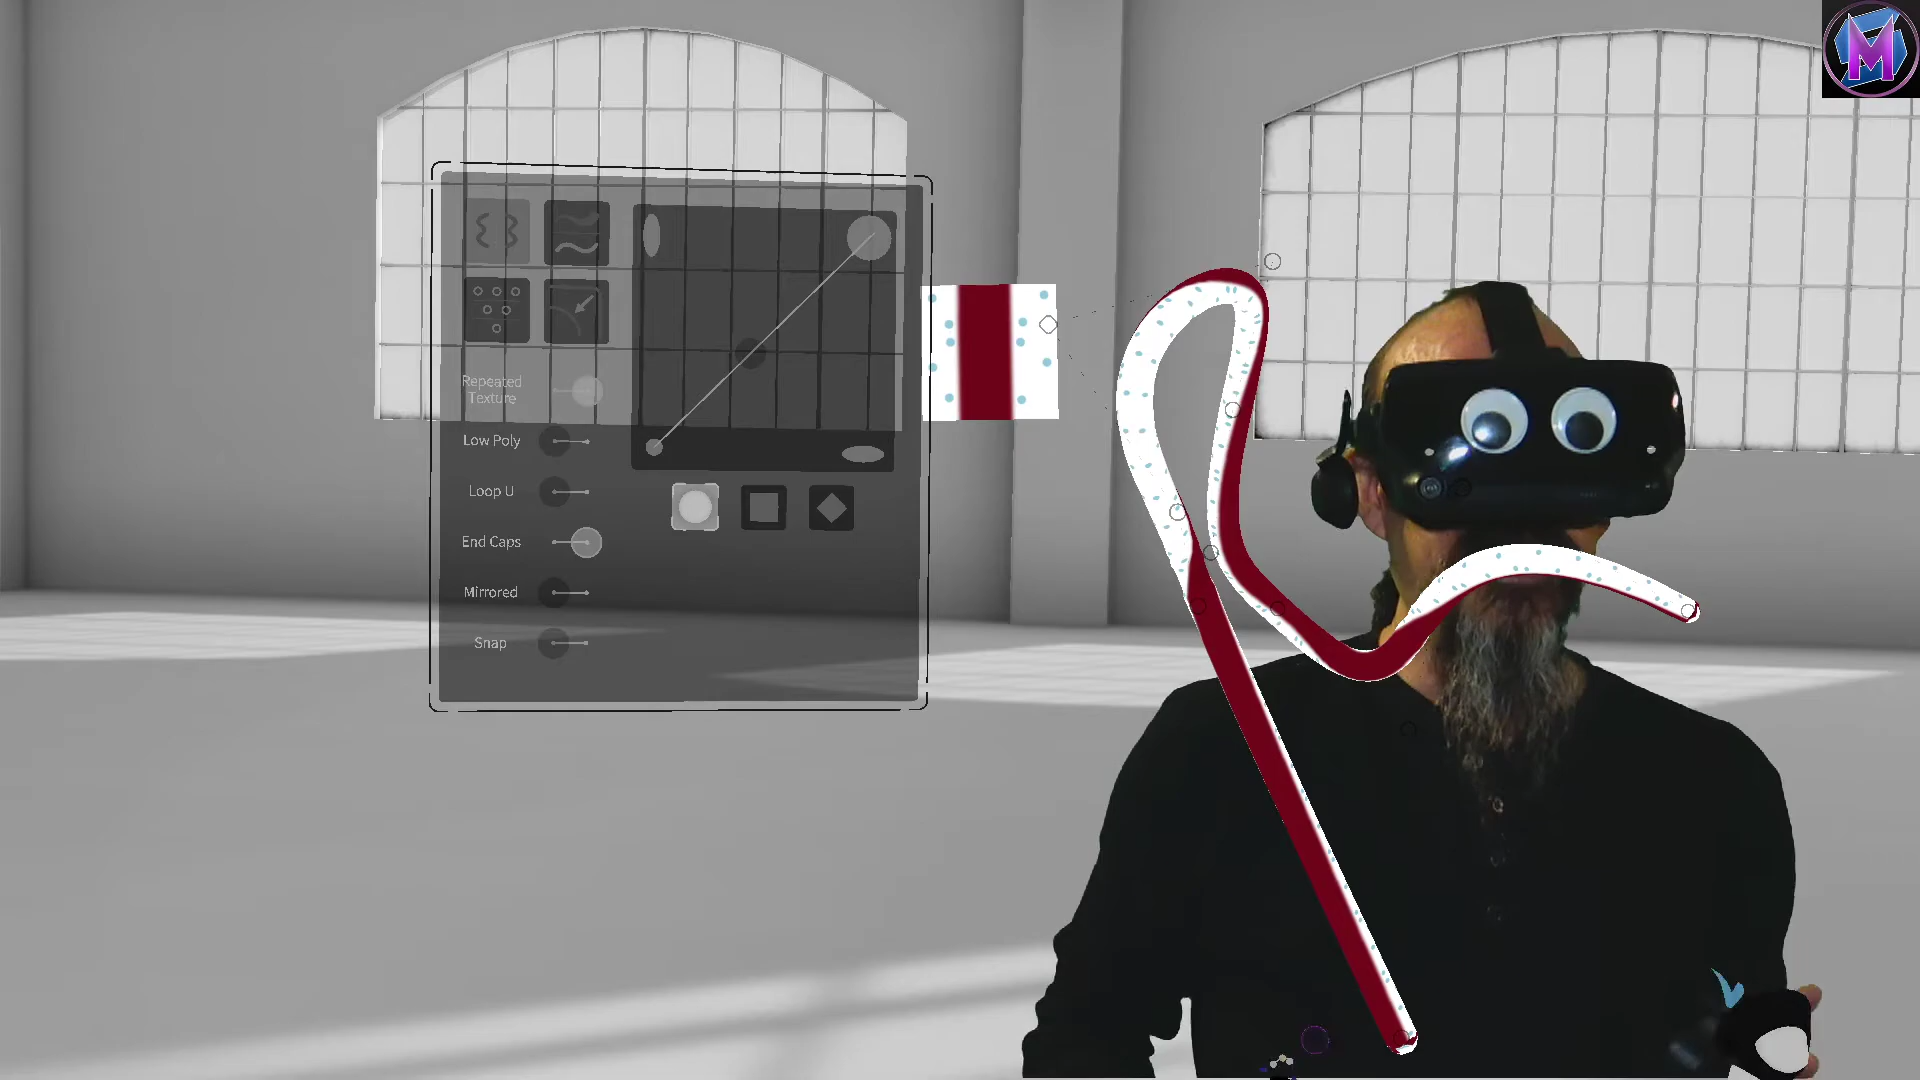 M
Repeated
Texture
Low Poly
Loop U
End Caps
Mirrored
Snap